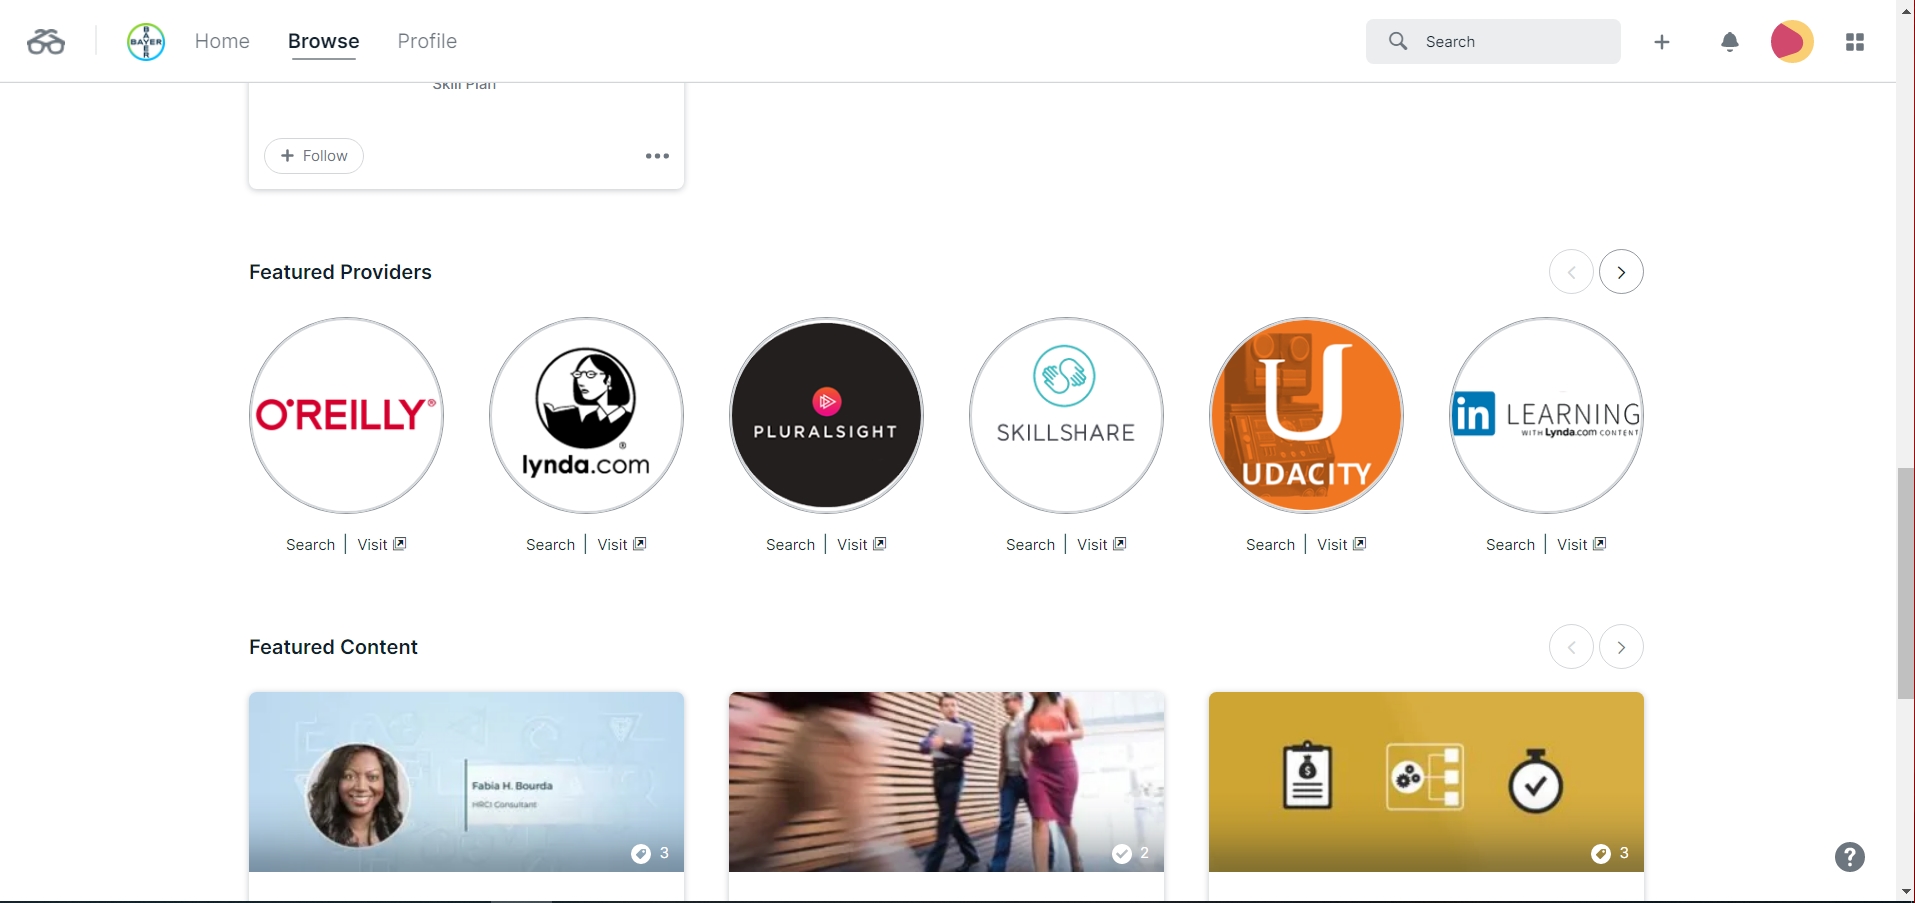 BAYER
BAYER
Home
Browse
Profile
Search
Skill Plan
+ Follow
Featured Providers
O'REILLY®
lynda.com®
PLURALSIGHT
SKILLSHARE
U
UDACITY
in LEARNING
WITH Lynda.com CONTENT
Search | Visit
Search | Visit
Search | Visit
Search | Visit
Search | Visit
Search | Visit
Featured Content
Fabia H. Bourda
HRCI Consultant
3
2
$
3
?